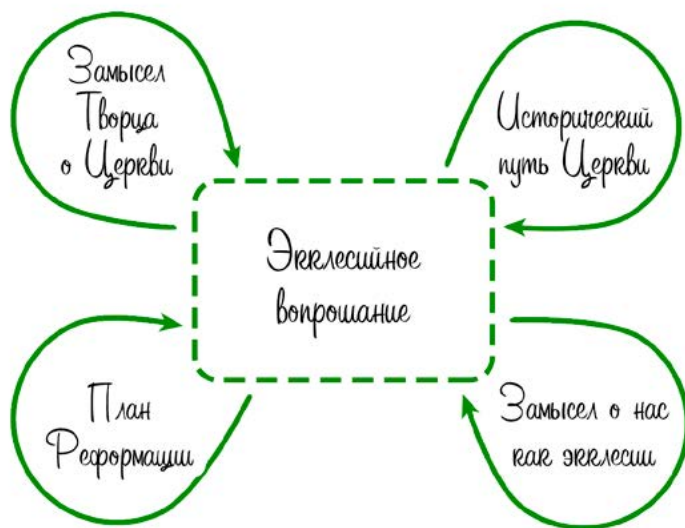 Замысел
Творца
о Церкви
Исторический
путь Церкви
Экклесийное
вопрошание
План
Реформации
Замысел о нас
как экклесии